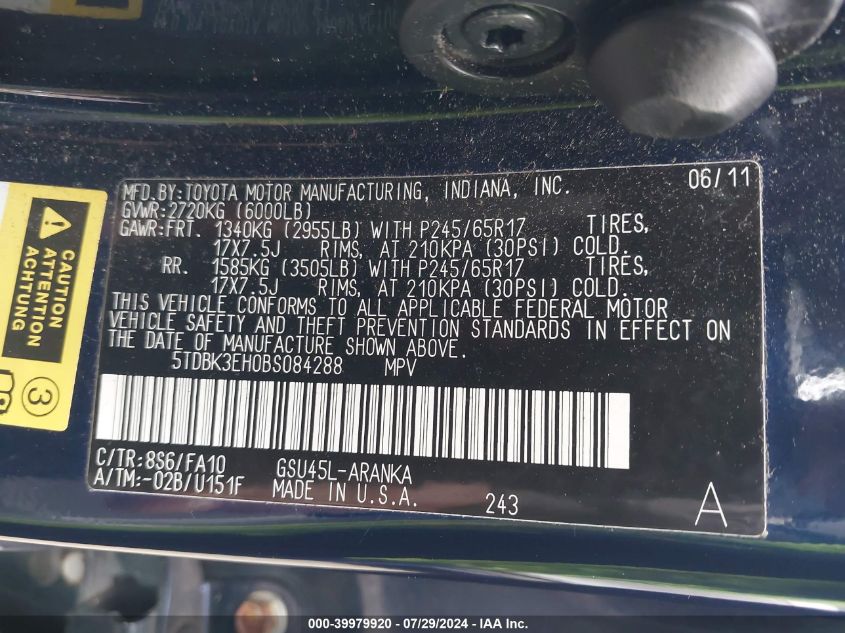 MFD.BY:TOYOTA MOTOR MANUFACTURING, INDIANA, INC. 06/11
GVWR:2720KG (6000LB)
GAWR:FRT. 1340KG (2955LB) WITH P245/65R17 TIRES,
17X7.5J RIMS, AT 210KPA (30PSI) COLD.
RR. 1585KG (3505LB) WITH P245/65R17 TIRES,
17X7.5J RIMS, AT 210KPA (30PSI) COLD.
THIS VEHICLE CONFORMS TO ALL APPLICABLE FEDERAL MOTOR
VEHICLE SAFETY AND THEFT PREVENTION STANDARDS IN EFFECT ON
THE DATE OF MANUFACTURE SHOWN ABOVE.
5TDBK3EH0BS084288 MPV
C/TR:8S6/FA10 GSU45L-ARANKA
A/TM:-02B/U151F MADE IN U.S.A. 243 A
CAUTION
ATTENTION
ACHTUNG
3
000-39979920 - 07/29/2024 - IAA Inc.